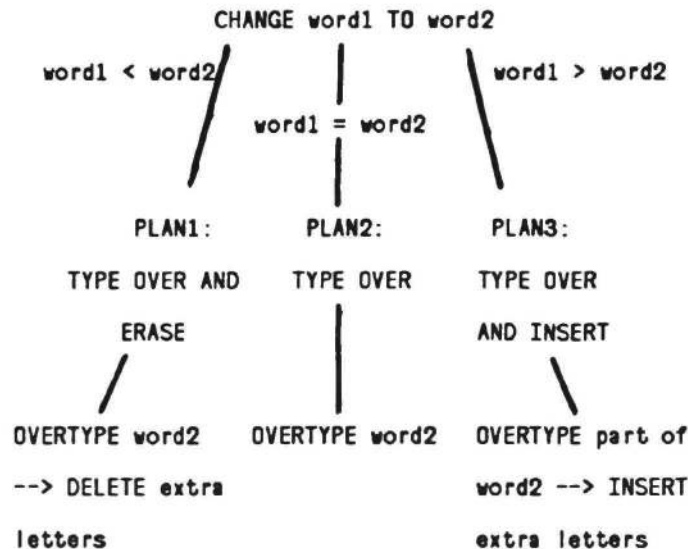 CHANGE word1 TO word2
word1 < word2
word1 > word2
word1 = word2
PLAN1:
TYPE OVER AND
ERASE
PLAN2:
TYPE OVER
PLAN3:
TYPE OVER
AND INSERT
OVERTYPE word2
--> DELETE extra
letters
OVERTYPE word2
OVERTYPE part of
word2 --> INSERT
extra letters